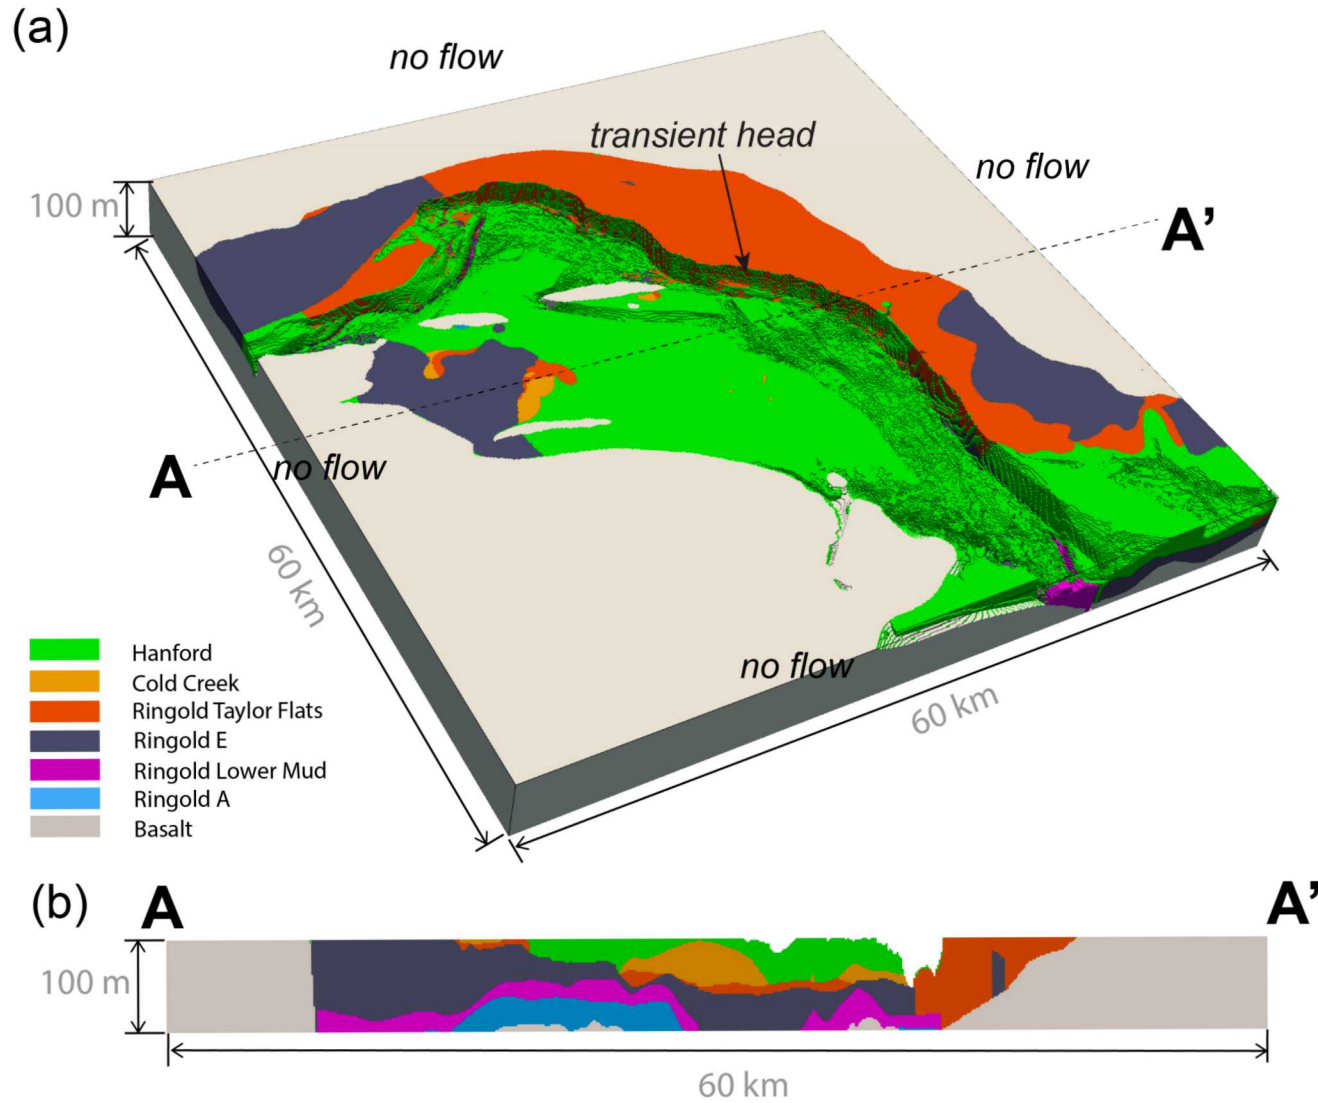 (a)
no flow
transient head
no flow
100 m
A'
A
no flow
60 km
no flow
60 km
Hanford
Cold Creek
Ringold Taylor Flats
Ringold E
Ringold Lower Mud
Ringold A
Basalt
(b)
A
A'
100 m
60 km